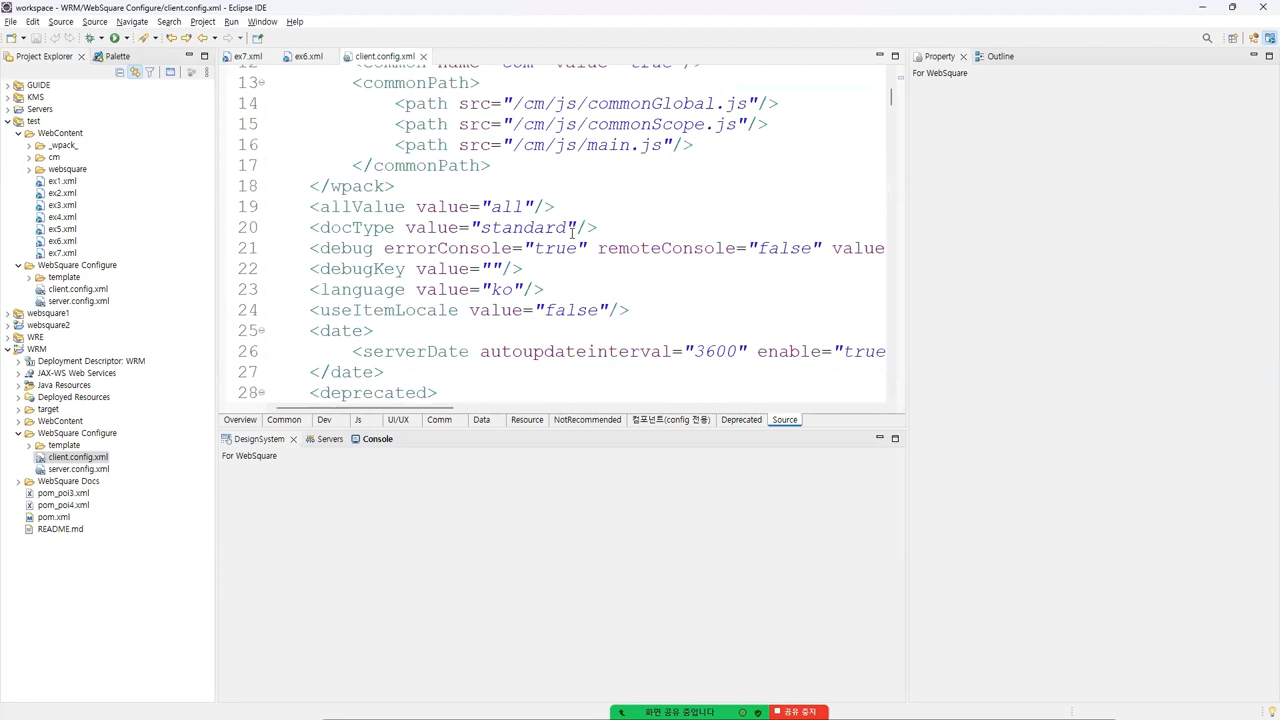 workspace - WRM/WebSquare Configure/client.config.xml - Eclipse IDE
File Edit Source Navigate Search Project Run Window Help
Project Explorer Palette
GUIDE
KMS
Servers
test
WebContent
_wpack_
cm
websquare
ex1.xml
ex2.xml
ex3.xml
ex4.xml
ex5.xml
ex6.xml
ex7.xml
WebSquare Configure
template
client.config.xml
server.config.xml
websquare1
websquare2
WRE
WRM
Deployment Descriptor: WRM
JAX-WS Web Services
Java Resources
Deployed Resources
target
WebContent
WebSquare Configure
template
client.config.xml
server.config.xml
WebSquare Docs
pom_poi3.xml
pom_poi4.xml
pom.xml
README.md
ex7.xml ex6.xml client.config.xml
13 <commonPath>
14 <path src="/cm/js/commonGlobal.js"/>
15 <path src="/cm/js/commonScope.js"/>
16 <path src="/cm/js/main.js"/>
17 </commonPath>
18 </wpack>
19 <allValue value="all"/>
20 <docType value="standard"/>
21 <debug errorConsole="true" remoteConsole="false" value
22 <debugKey value=""/>
23 <language value="ko"/>
24 <useItemLocale value="false"/>
25 <date>
26 <serverDate autoupdateinterval="3600" enable="true
27 </date>
28 <deprecated>
Overview Common Dev Js UI/UX Comm Data Resource NotRecommended 컴포넌트(config 전용) Deprecated Source
DesignSystem Servers Console
For WebSquare
Property Outline
For WebSquare
화면 공유 중입니다 공유 중지